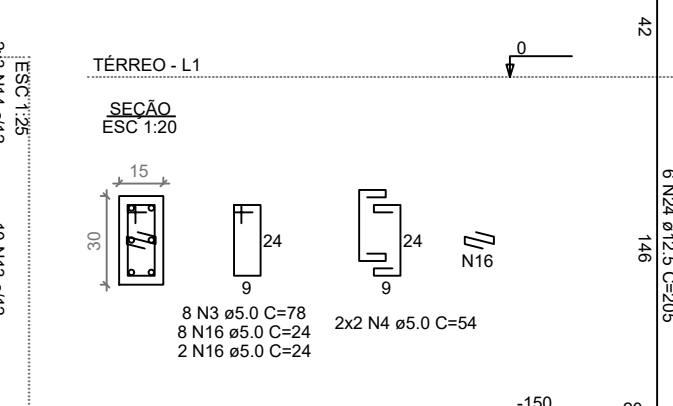 42
0
TÉRREO - L1
ESC 1:25
SEÇÃO
ESC 1:20
15
30
24
9
24
9
N16
146
6 N24 ø12.5 C=205
8 N3 ø5.0 C=78
8 N16 ø5.0 C=24
2 N16 ø5.0 C=24
2x2 N4 ø5.0 C=54
-150